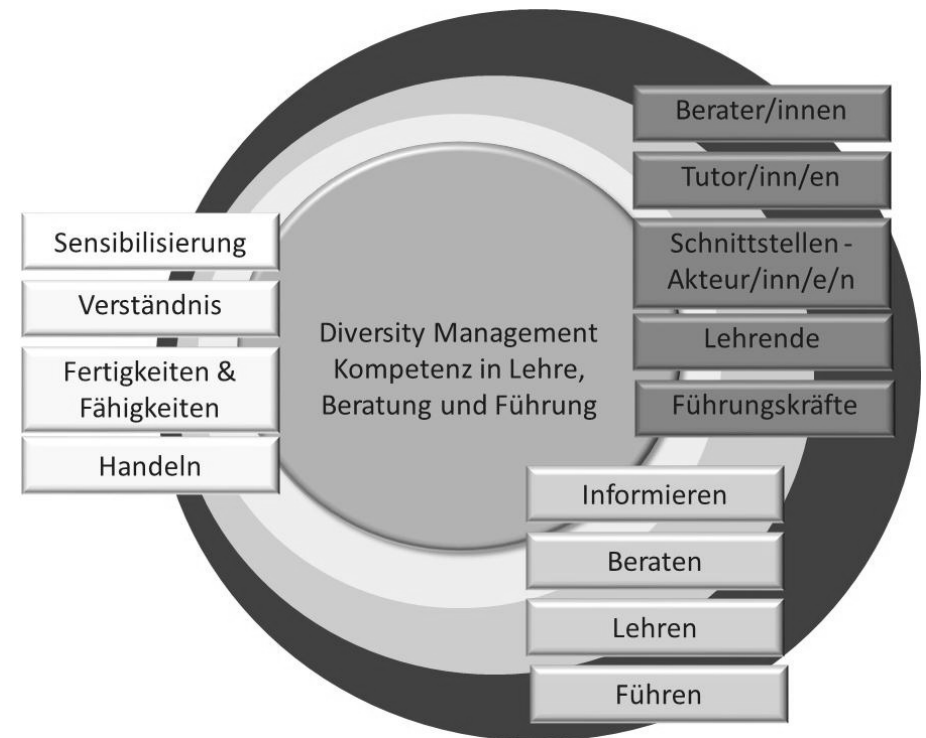 Sensibilisierung
Verständnis
Fertigkeiten &
Fähigkeiten
Handeln
Diversity Management
Kompetenz in Lehre,
Beratung und Führung
Berater/innen
Tutor/inn/en
Schnittstellen -
Akteur/inn/e/n
Lehrende
Führungskräfte
Informieren
Beraten
Lehren
Führen